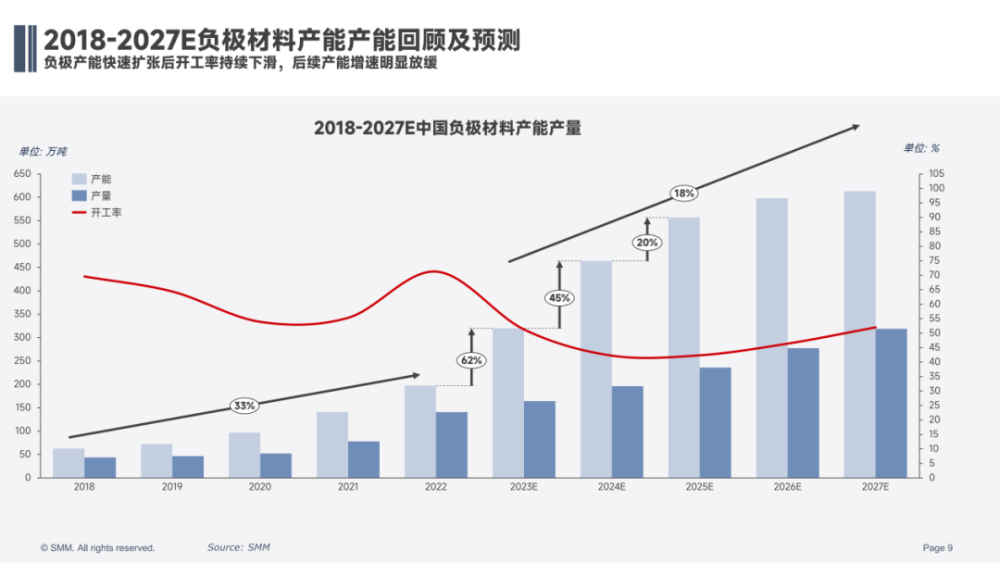 2018-2027E负极材料产能产能回顾及预测
负极产能快速扩张后开工率持续下滑，后续产能增速明显放缓
2018-2027E中国负极材料产能产量
单位: 万吨
单位: %
产能
产量
开工率
650
600
550
500
450
400
350
300
250
200
150
100
50
0
105
100
95
90
85
80
75
70
65
60
55
50
45
40
35
30
25
20
15
10
5
0
33%
62%
45%
20%
18%
2018
2019
2020
2021
2022
2023E
2024E
2025E
2026E
2027E
© SMM. All rights reserved.
Source: SMM
Page 9